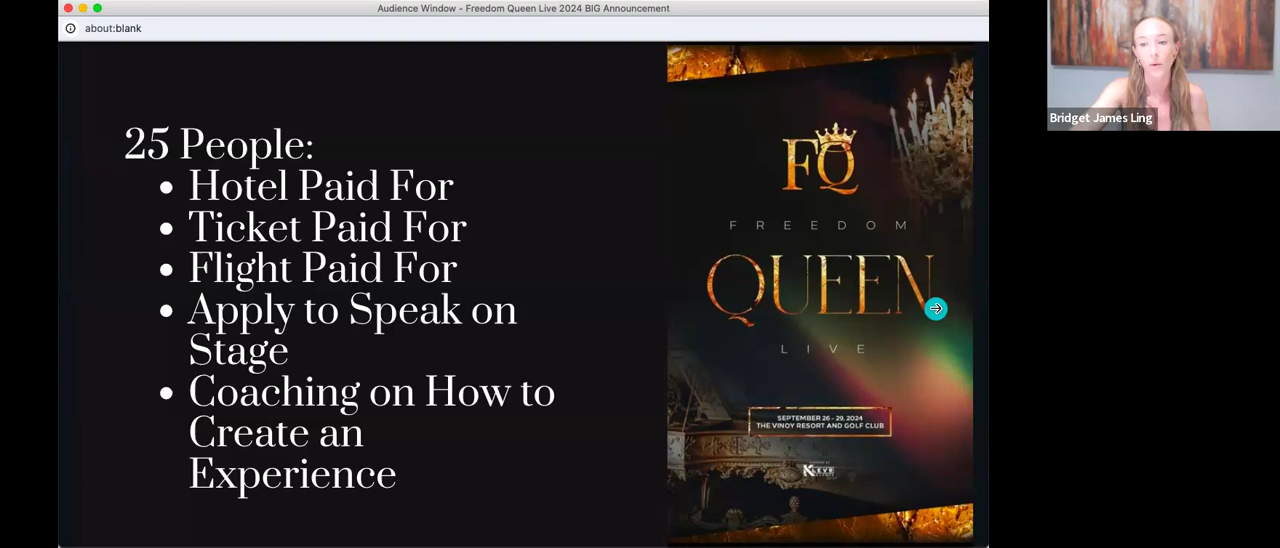 Audience Window - Freedom Queen Live 2024 BIG Announcement
about:blank
25 People:
Hotel Paid For
Ticket Paid For
Flight Paid For
Apply to Speak on
Stage
Coaching on How to
Create an
Experience
FQ
FREEDOM
QUEEN
LIVE
SEPTEMBER 26 - 29, 2024
THE VINOY RESORT AND GOLF CLUB
KLEVR
Bridget James Ling